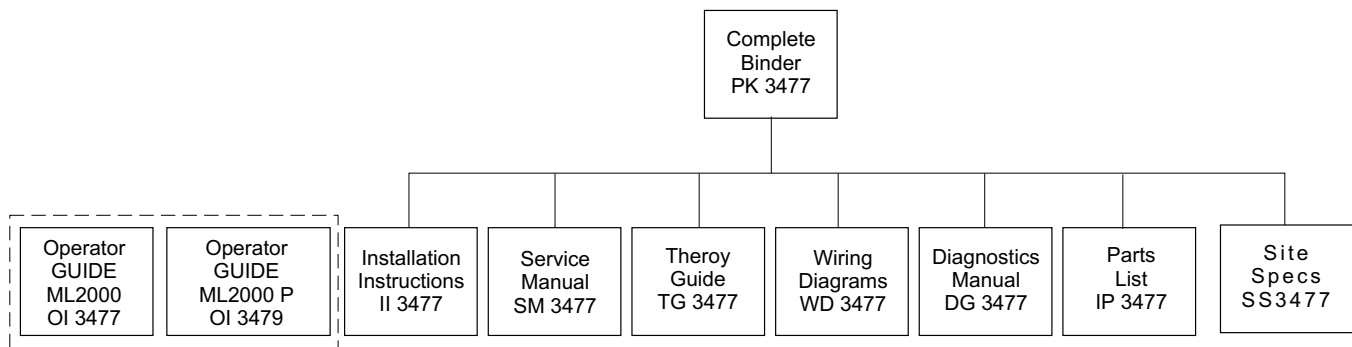 Complete
Binder
PK 3477
Operator
GUIDE
ML2000
OI 3477
Operator
GUIDE
ML2000 P
OI 3479
Installation
Instructions
II 3477
Service
Manual
SM 3477
Theroy
Guide
TG 3477
Wiring
Diagrams
WD 3477
Diagnostics
Manual
DG 3477
Parts
List
IP 3477
Site
Specs
SS3477